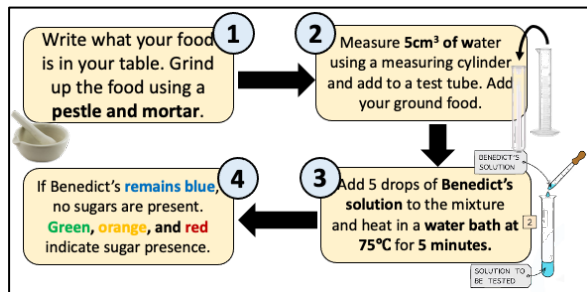 1
Write what your food
is in your table. Grind
up the food using a
pestle and mortar.
2
Measure 5cm³ of water
using a measuring cylinder
and add to a test tube. Add
your ground food.
3
Add 5 drops of Benedict's
solution to the mixture
and heat in a water bath at
75℃ for 5 minutes.
2
BENEDICT'S
SOLUTION
SOLUTION TO
BE TESTED
4
If Benedict's remains blue,
no sugars are present.
Green, orange, and red
indicate sugar presence.